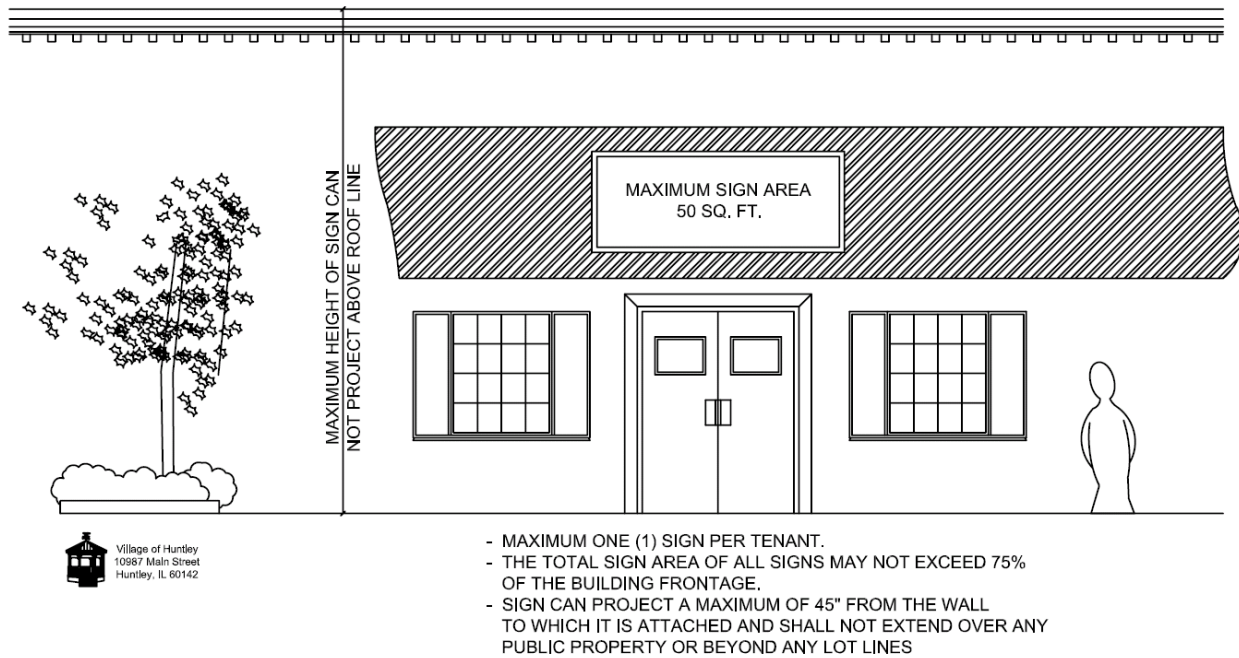 MAXIMUM HEIGHT OF SIGN CAN
NOT PROJECT ABOVE ROOF LINE
MAXIMUM SIGN AREA
50 SQ. FT.
Village of Huntley
10987 Main Street
Huntley, IL 60142
- MAXIMUM ONE (1) SIGN PER TENANT.
- THE TOTAL SIGN AREA OF ALL SIGNS MAY NOT EXCEED 75%
OF THE BUILDING FRONTAGE.
- SIGN CAN PROJECT A MAXIMUM OF 45" FROM THE WALL
TO WHICH IT IS ATTACHED AND SHALL NOT EXTEND OVER ANY
PUBLIC PROPERTY OR BEYOND ANY LOT LINES